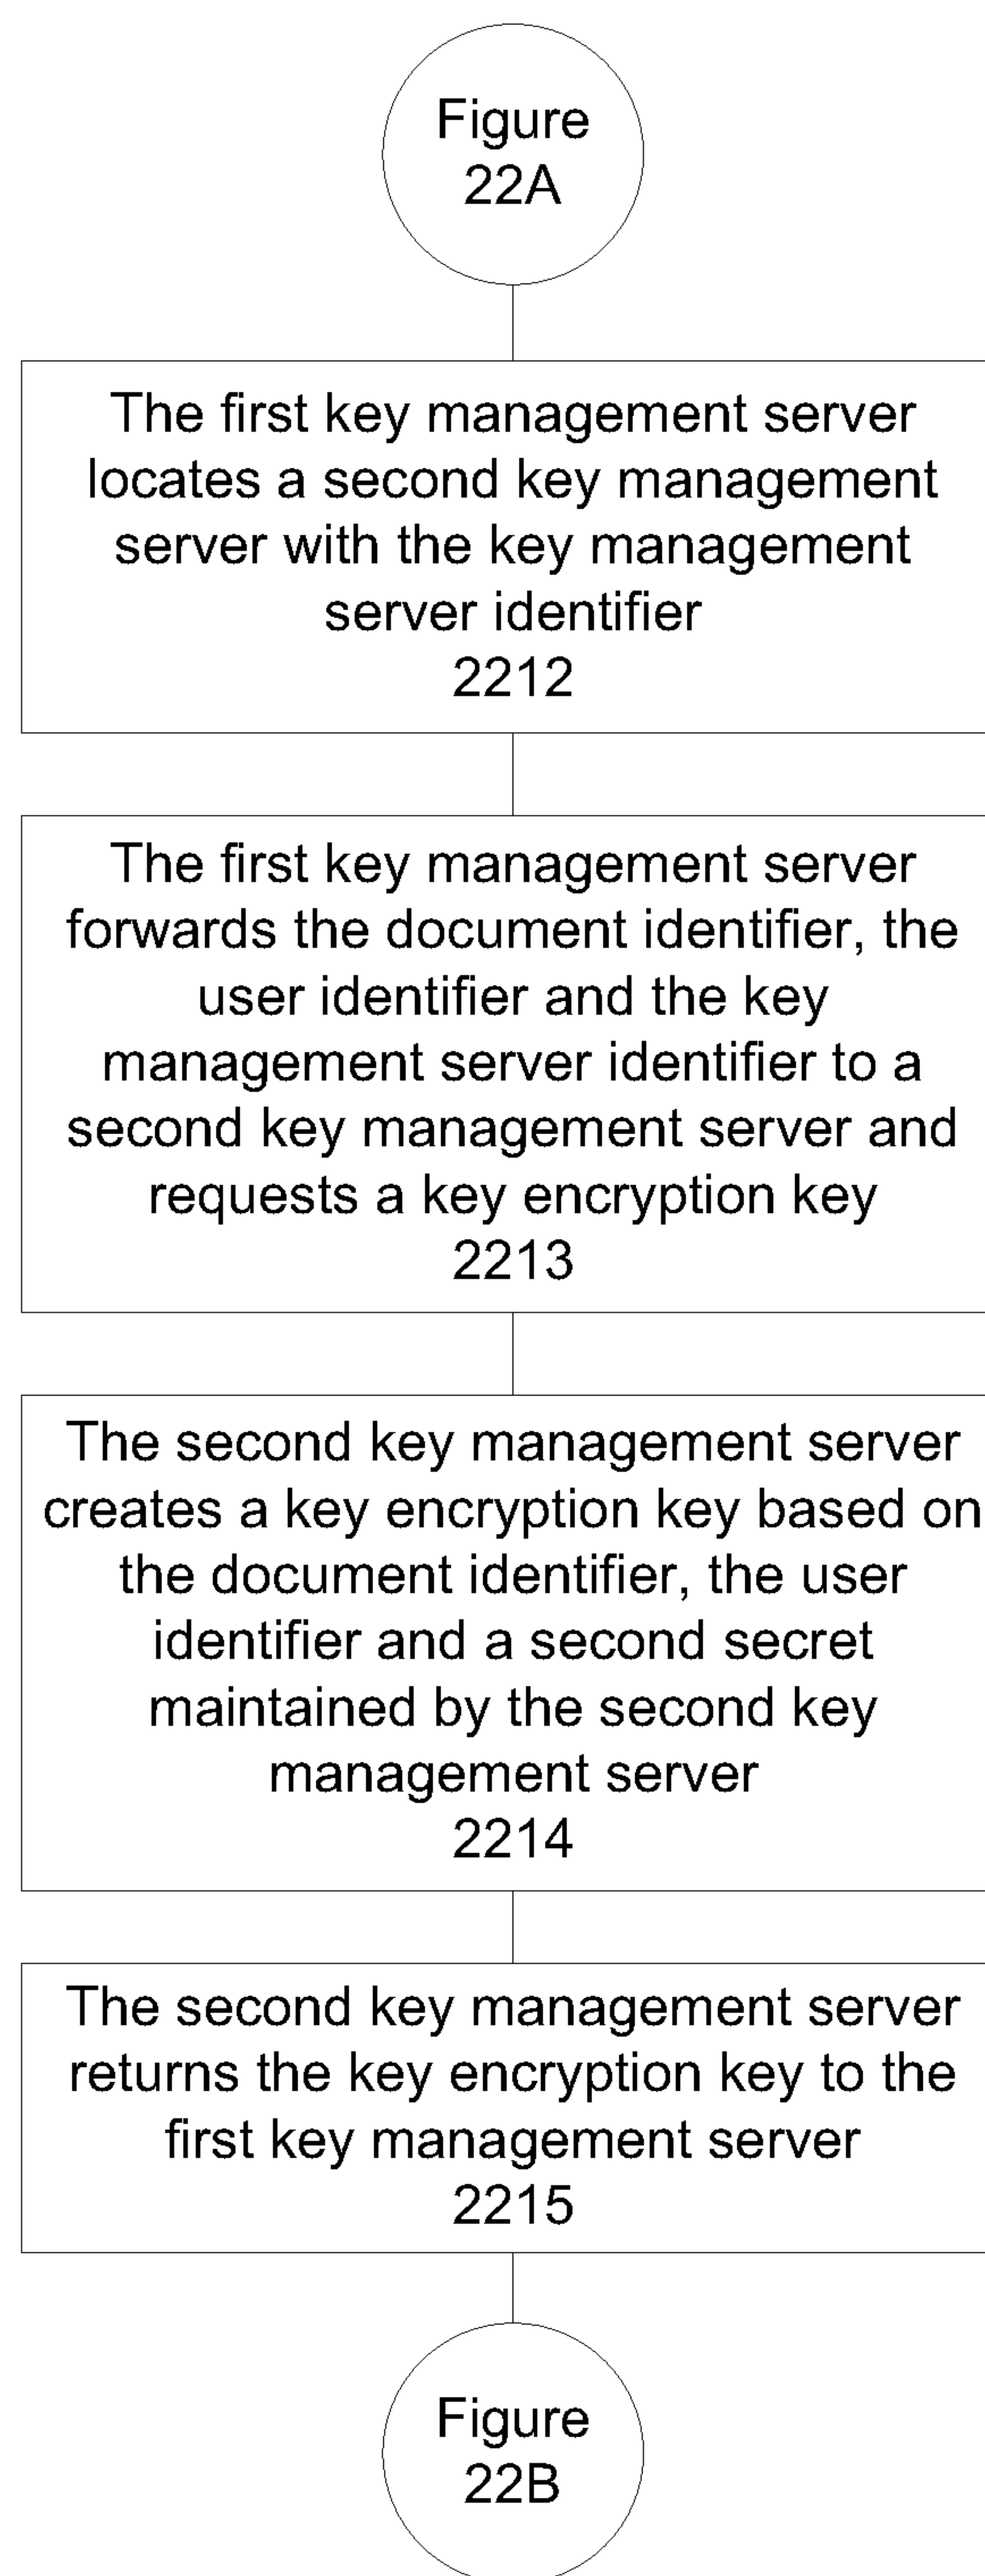 Figure
22A
The first key management server
locates a second key management
server with the key management
server identifier
2212
The first key management server
forwards the document identifier, the
user identifier and the key
management server identifier to a
second key management server and
requests a key encryption key
2213
The second key management server
creates a key encryption key based on
the document identifier, the user
identifier and a second secret
maintained by the second key
management server
2214
The second key management server
returns the key encryption key to the
first key management server
2215
Figure
22B